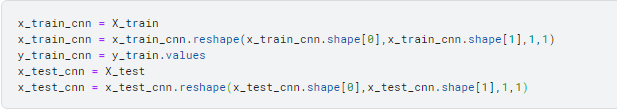 x_train_cnn = X_train
x_train_cnn = x_train_cnn.reshape(x_train_cnn.shape[0],x_train_cnn.shape[1],1,1)
y_train_cnn = y_train.values
x_test_cnn = X_test
x_test_cnn = x_test_cnn.reshape(x_test_cnn.shape[0],x_test_cnn.shape[1],1,1)